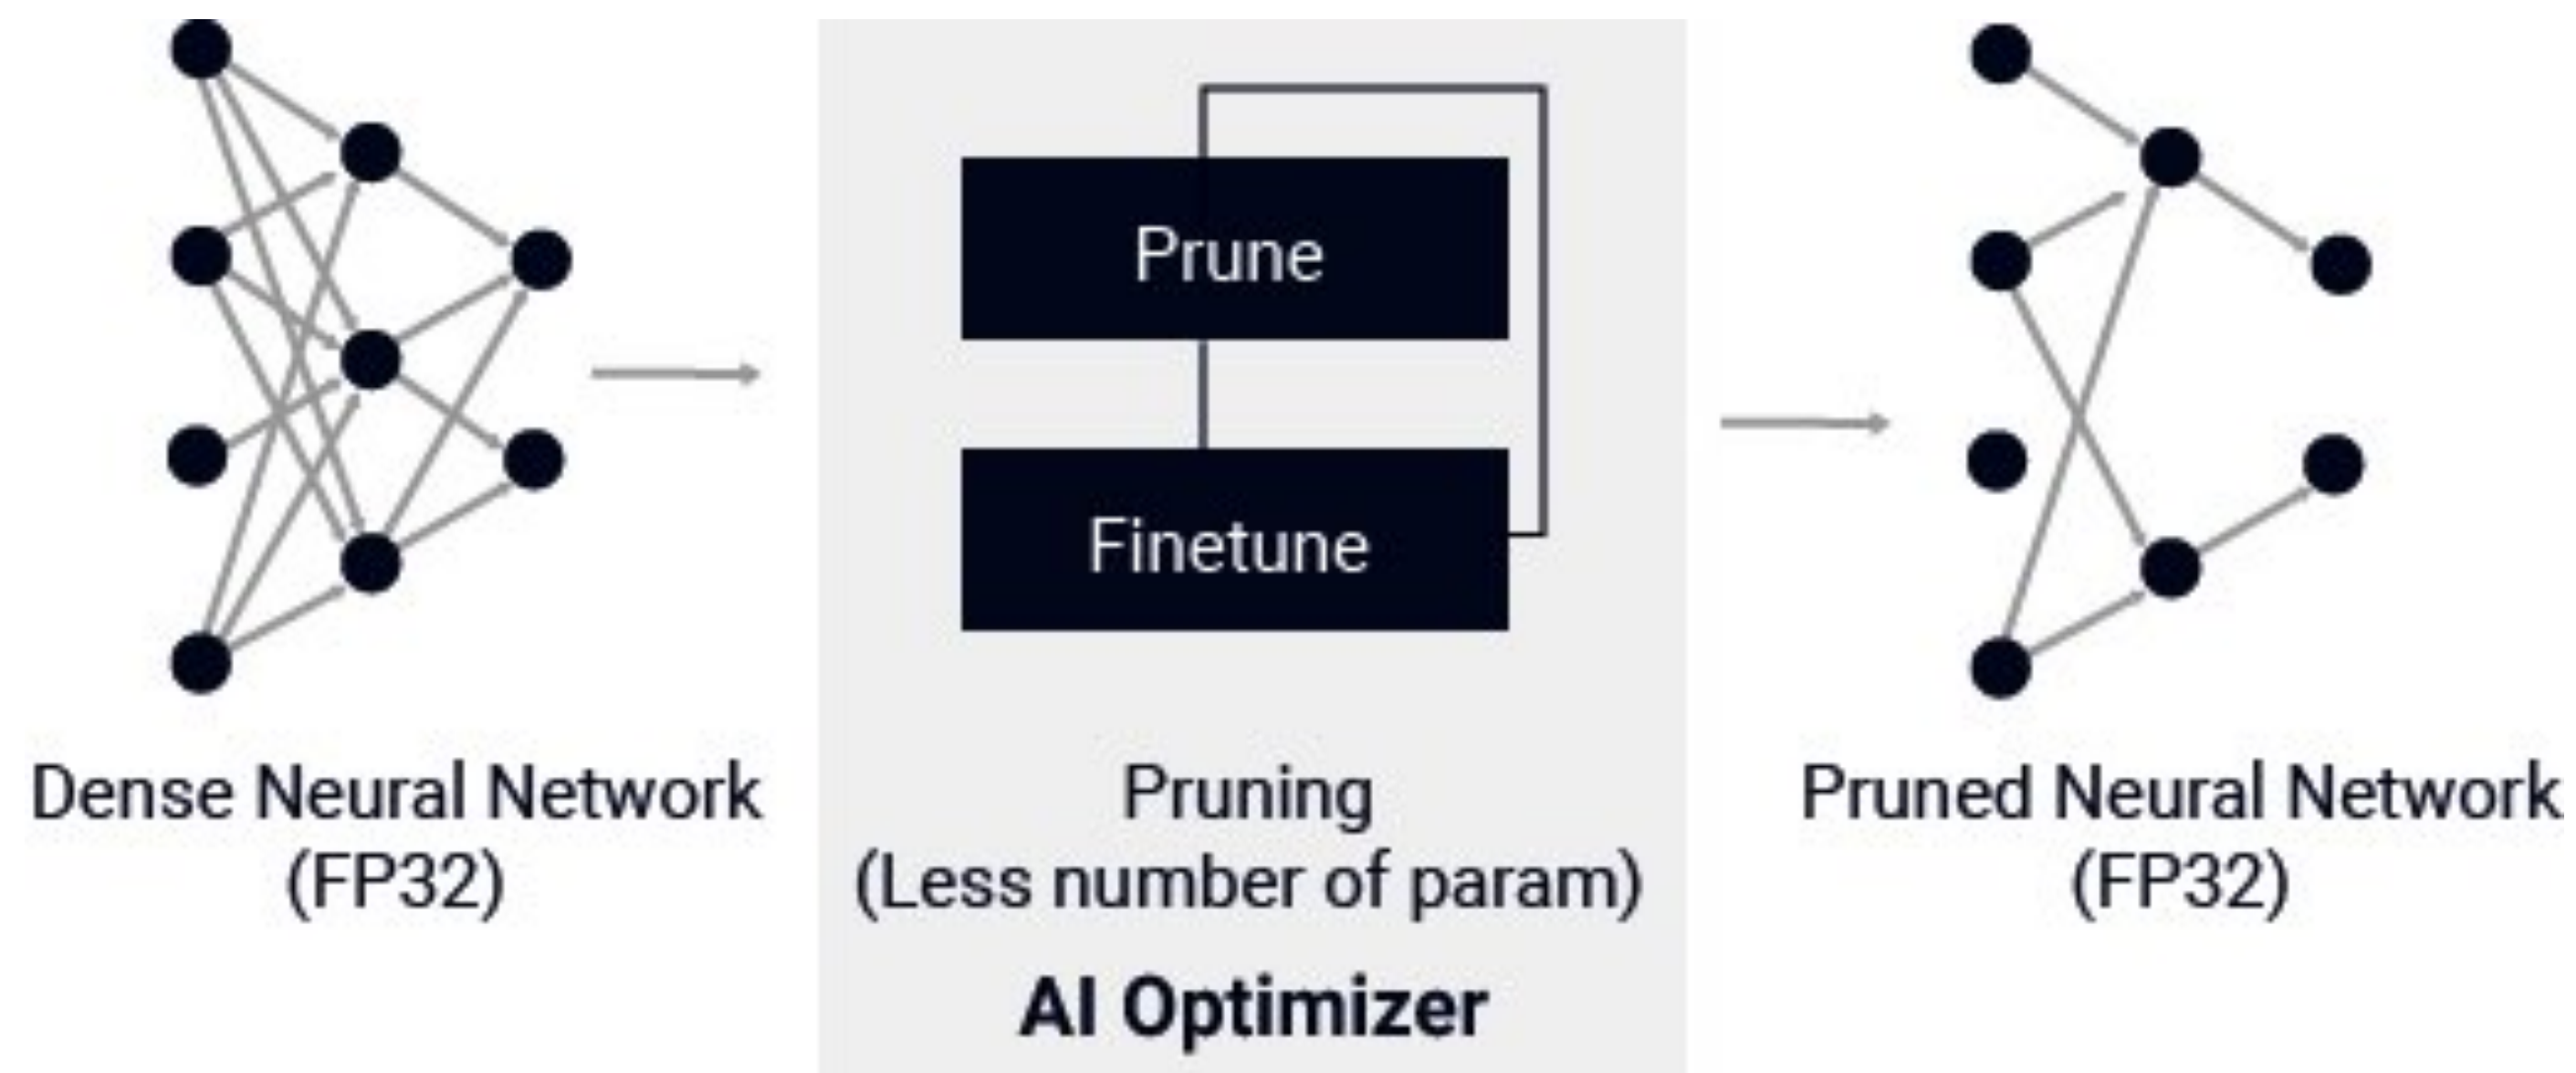 Prune
Finetune
Dense Neural Network
(FP32)
Pruning
(Less number of param)
AI Optimizer
Pruned Neural Network
(FP32)